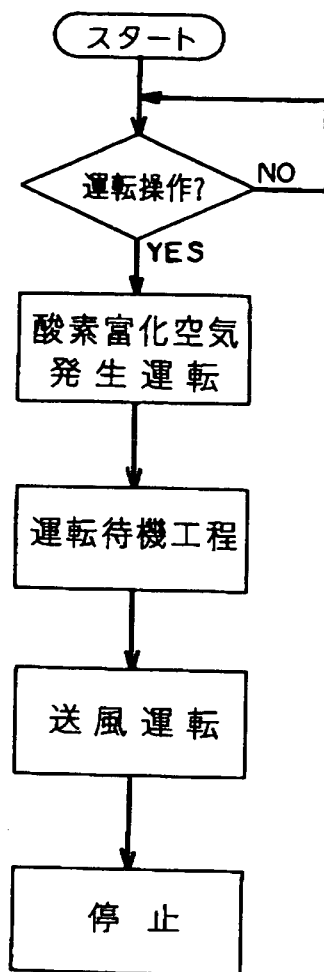 スタート
運転操作?
NO
YES
酸素富化空気
発生運転
運転待機工程
送風運転
停止